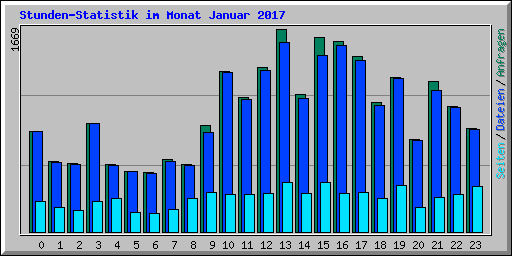 Stunden-Statistik im Monat Januar 2017
1669
Seiten / Dateien / Anfragen
0 1 2 3 4 5 6 7 8 9 10 11 12 13 14 15 16 17 18 19 20 21 22 23